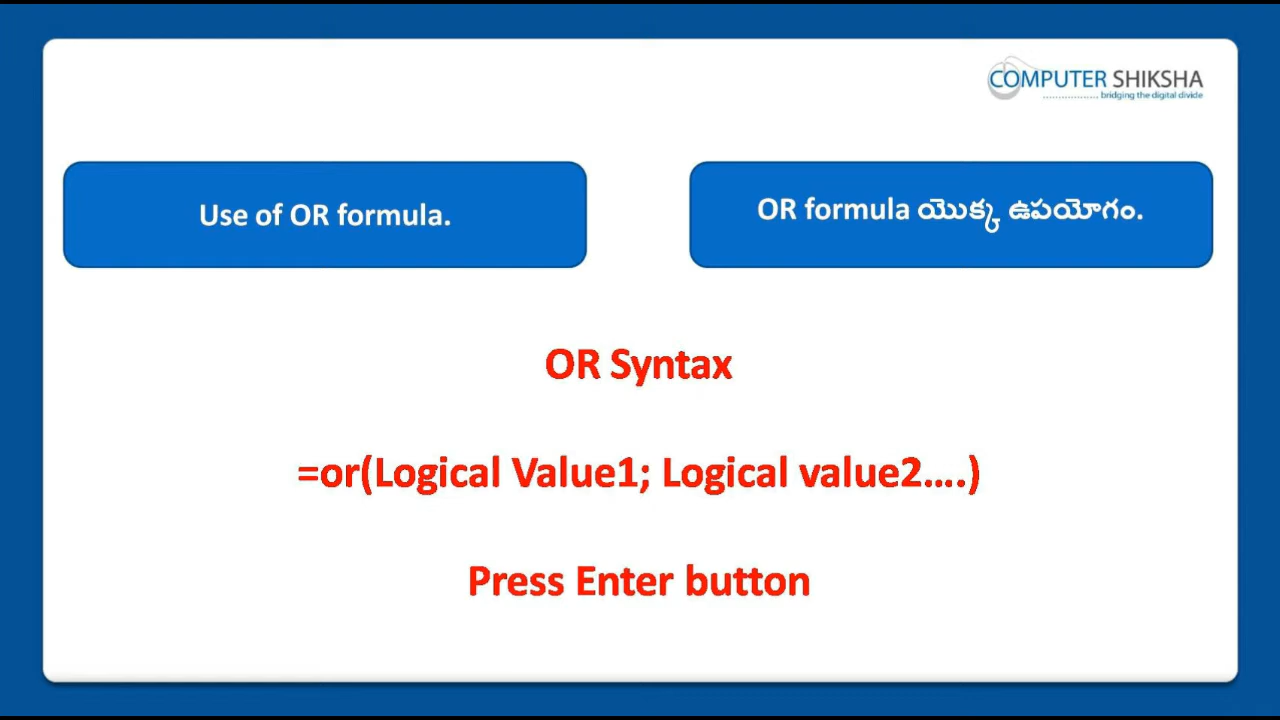 COMPUTER SHIKSHA
.................. bridging the digital divide
Use of OR formula.
OR formula యొక్క ఉపయోగం.
OR Syntax
=or(Logical Value1; Logical value2....)
Press Enter button